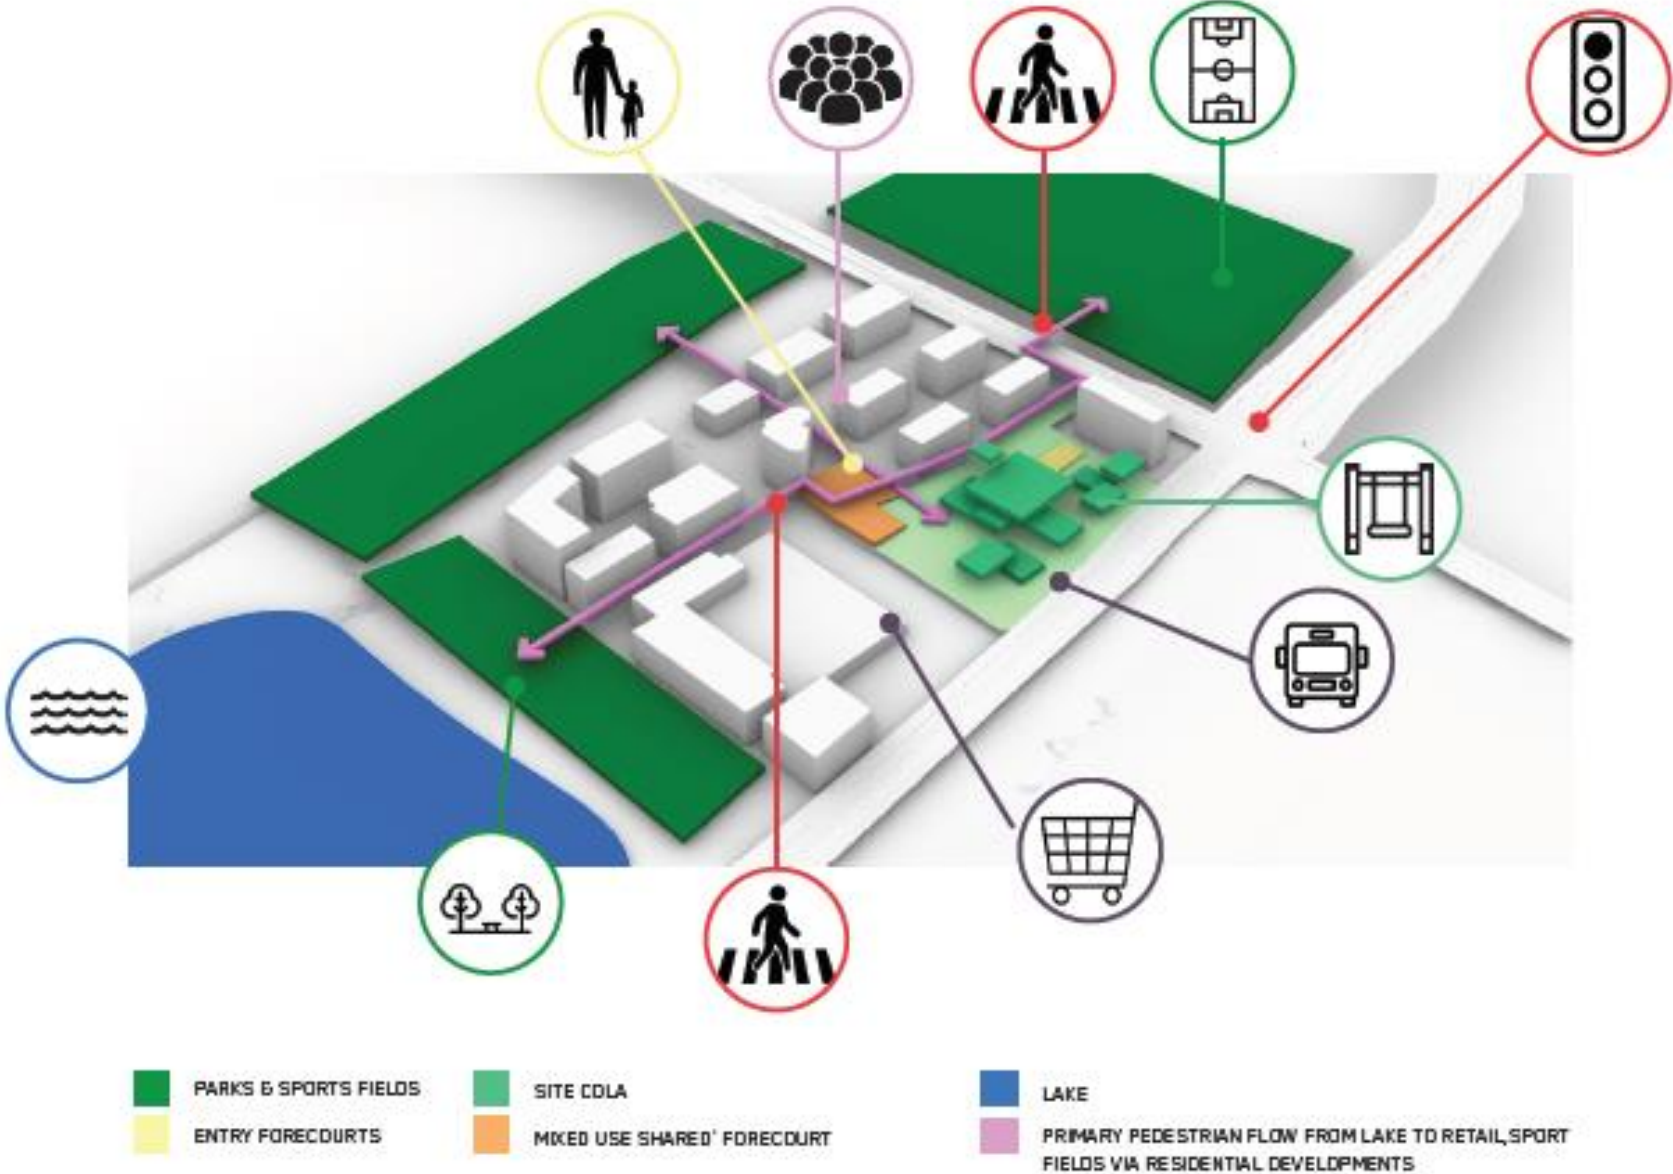 PARKS & SPORTS FIELDS
ENTRY FORECOURTS
SITE COLA
MIXED USE SHARED' FORECOURT
LAKE
PRIMARY PEDESTRIAN FLOW FROM LAKE TO RETAIL,SPORT
FIELDS VIA RESIDENTIAL DEVELOPMENTS